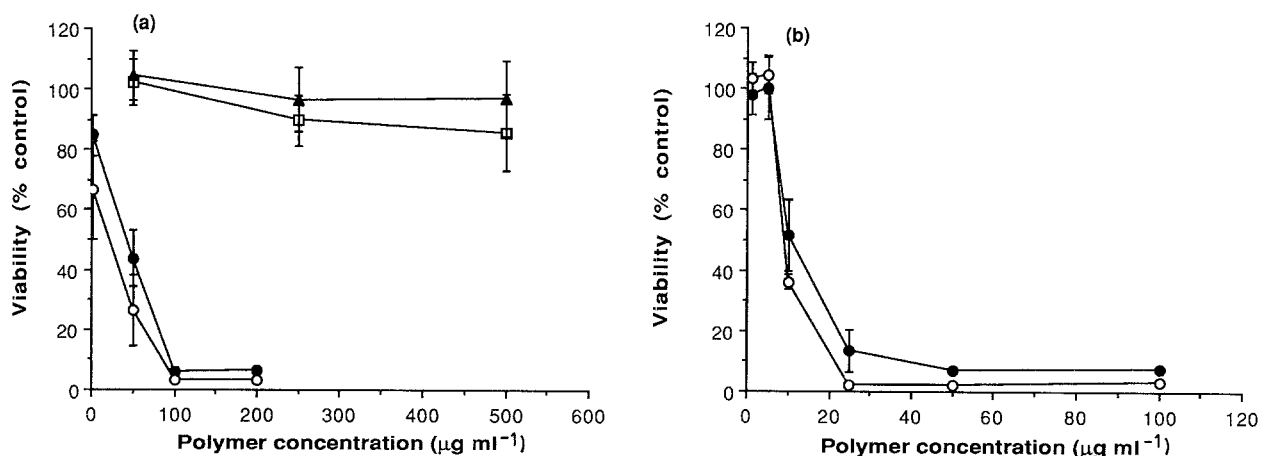 (a)
Viability (% control)
120
100
80
60
40
20
0
0 100 200 300 400 500 600
Polymer concentration (μg ml⁻¹)
(b)
Viability (% control)
120
100
80
60
40
20
0
0 20 40 60 80 100 120
Polymer concentration (μg ml⁻¹)